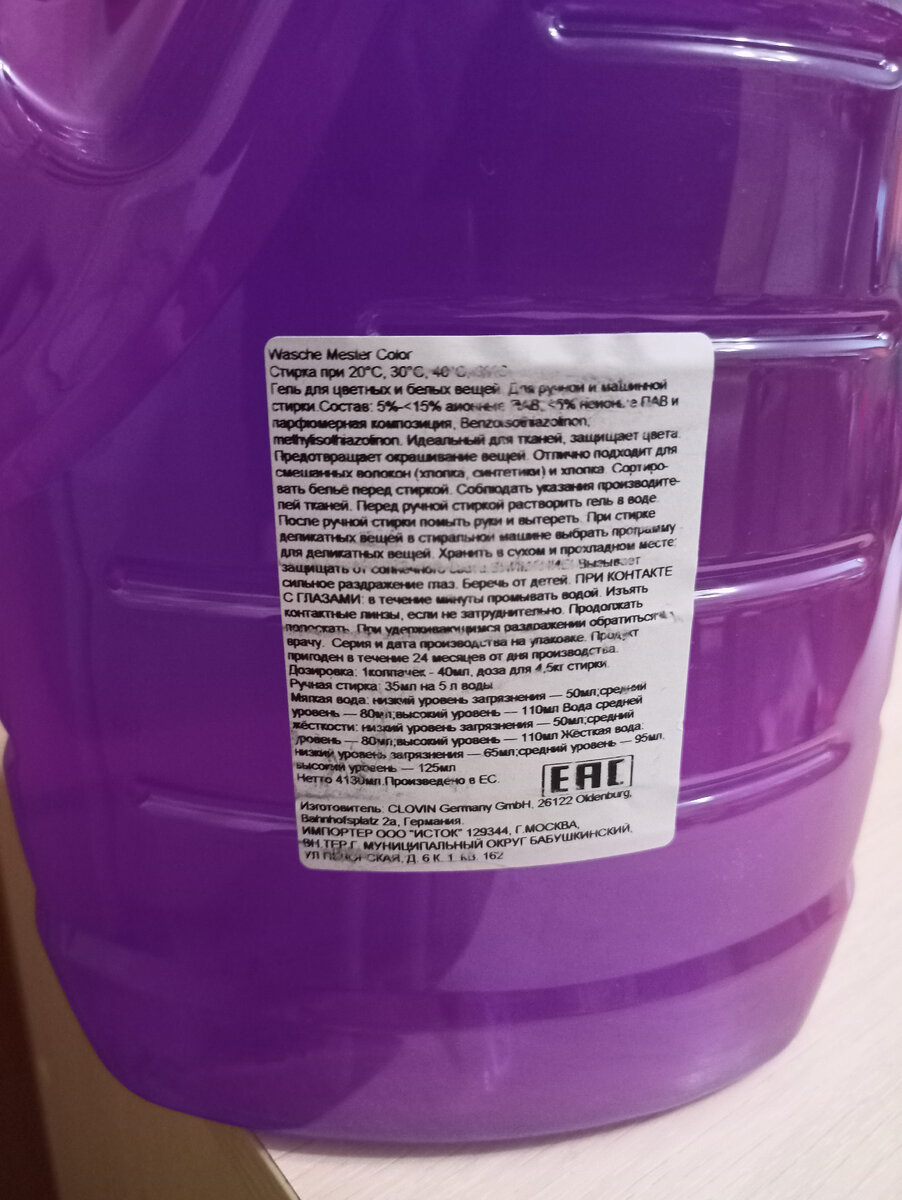 Wasche Mester Color
Стирка при 20°C, 30°C, 40°C,
Гель для цветных и белых вещей. Для ручной и машинной
стирки.Состав: 5%-<15% аионные ПАВ, <5% неионные ПАВ и
парфюмерная композиция, Benzoisothiazolinon,
methylisothiazolinon. Идеальный для тканей, защищает цвета.
Предотвращает окрашивание вещей. Отлично подходит для
смешанных волокон (хлопка, синтетики) и хлопка. Сортиро-
вать бельё перед стиркой. Соблюдать указания производите-
лей тканей. Перед ручной стиркой растворить гель в воде.
После ручной стирки помыть руки и вытереть. При стирке
деликатных вещей в стиральной машине выбрать программу
для деликатных вещей. Хранить в сухом и прохладном месте:
защищать от солнечного Вызывает
сильное раздражение глаз. Беречь от детей. ПРИ КОНТАКТЕ
С ГЛАЗАМИ: в течение минуты промывать водой. Изъять
контактные линзы, если не затруднительно. Продолжать
полоскать. При удерживающимся раздражении обратиться к
врачу. Серия и дата производства на упаковке. Продукт
пригоден в течение 24 месяцев от дня производства.
Дозировка: 1колпачек - 40мл, доза для 4,5кг стирки.
Ручная стирка: 35мл на 5 л воды
Мягкая вода: низкий уровень загрязнения — 50мл;средний
уровень — 80мл;высокий уровень — 110мл Вода средней
жёсткости: низкий уровень загрязнения — 50мл;средний
уровень — 80мл;высокий уровень — 110мл Жёсткая вода:
низкий уровень загрязнения — 65мл;средний уровень — 95мл.
высокий уровень — 125мл
Нетто 4130мл.Произведено в ЕС.
EAC
Изготовитель: CLOVIN Germany GmbH, 26122 Oldenburg,
Bahnhofsplatz 2a, Германия.
ИМПОРТЕР ООО "ИСТОК" 129344, Г.МОСКВА,
ВН.ТЕР.Г. МУНИЦИПАЛЬНЫЙ ОКРУГ БАБУШКИНСКИЙ,
УЛ Д. 6 К. 1, КВ. 162